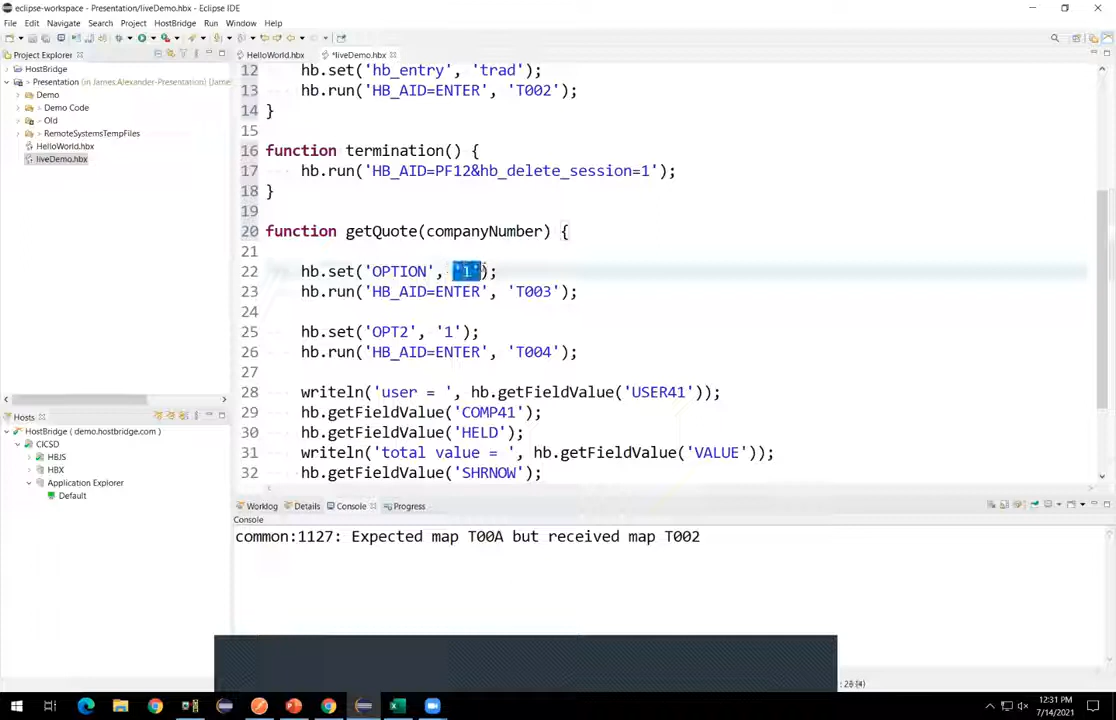 eclipse-workspace - Presentation/liveDemo.hbx - Eclipse IDE
File Edit Navigate Search Project HostBridge Run Window Help
Project Explorer
HelloWorld.hbx *liveDemo.hbx
HostBridge
Presentation (in James.Alexander-Presentation) [Jame
Demo
Demo Code
Old
RemoteSystemsTempFiles
HelloWorld.hbx
liveDemo.hbx
12 hb.set('hb_entry', 'trad');
13 hb.run('HB_AID=ENTER', 'T002');
14 }
15
16 function termination() {
17 hb.run('HB_AID=PF12&hb_delete_session=1');
18 }
19
20 function getQuote(companyNumber) {
21
22 hb.set('OPTION', '1');
23 hb.run('HB_AID=ENTER', 'T003');
24
25 hb.set('OPT2', '1');
26 hb.run('HB_AID=ENTER', 'T004');
27
28 writeln('user = ', hb.getFieldValue('USER41'));
29 hb.getFieldValue('COMP41');
30 hb.getFieldValue('HELD');
31 writeln('total value = ', hb.getFieldValue('VALUE'));
32 hb.getFieldValue('SHRNOW');
Hosts
HostBridge ( demo.hostbridge.com )
CICSD
HBJS
HBX
Application Explorer
Default
Worklog Details Console Progress
Console
common:1127: Expected map T00A but received map T002
12:31 PM
7/14/2021